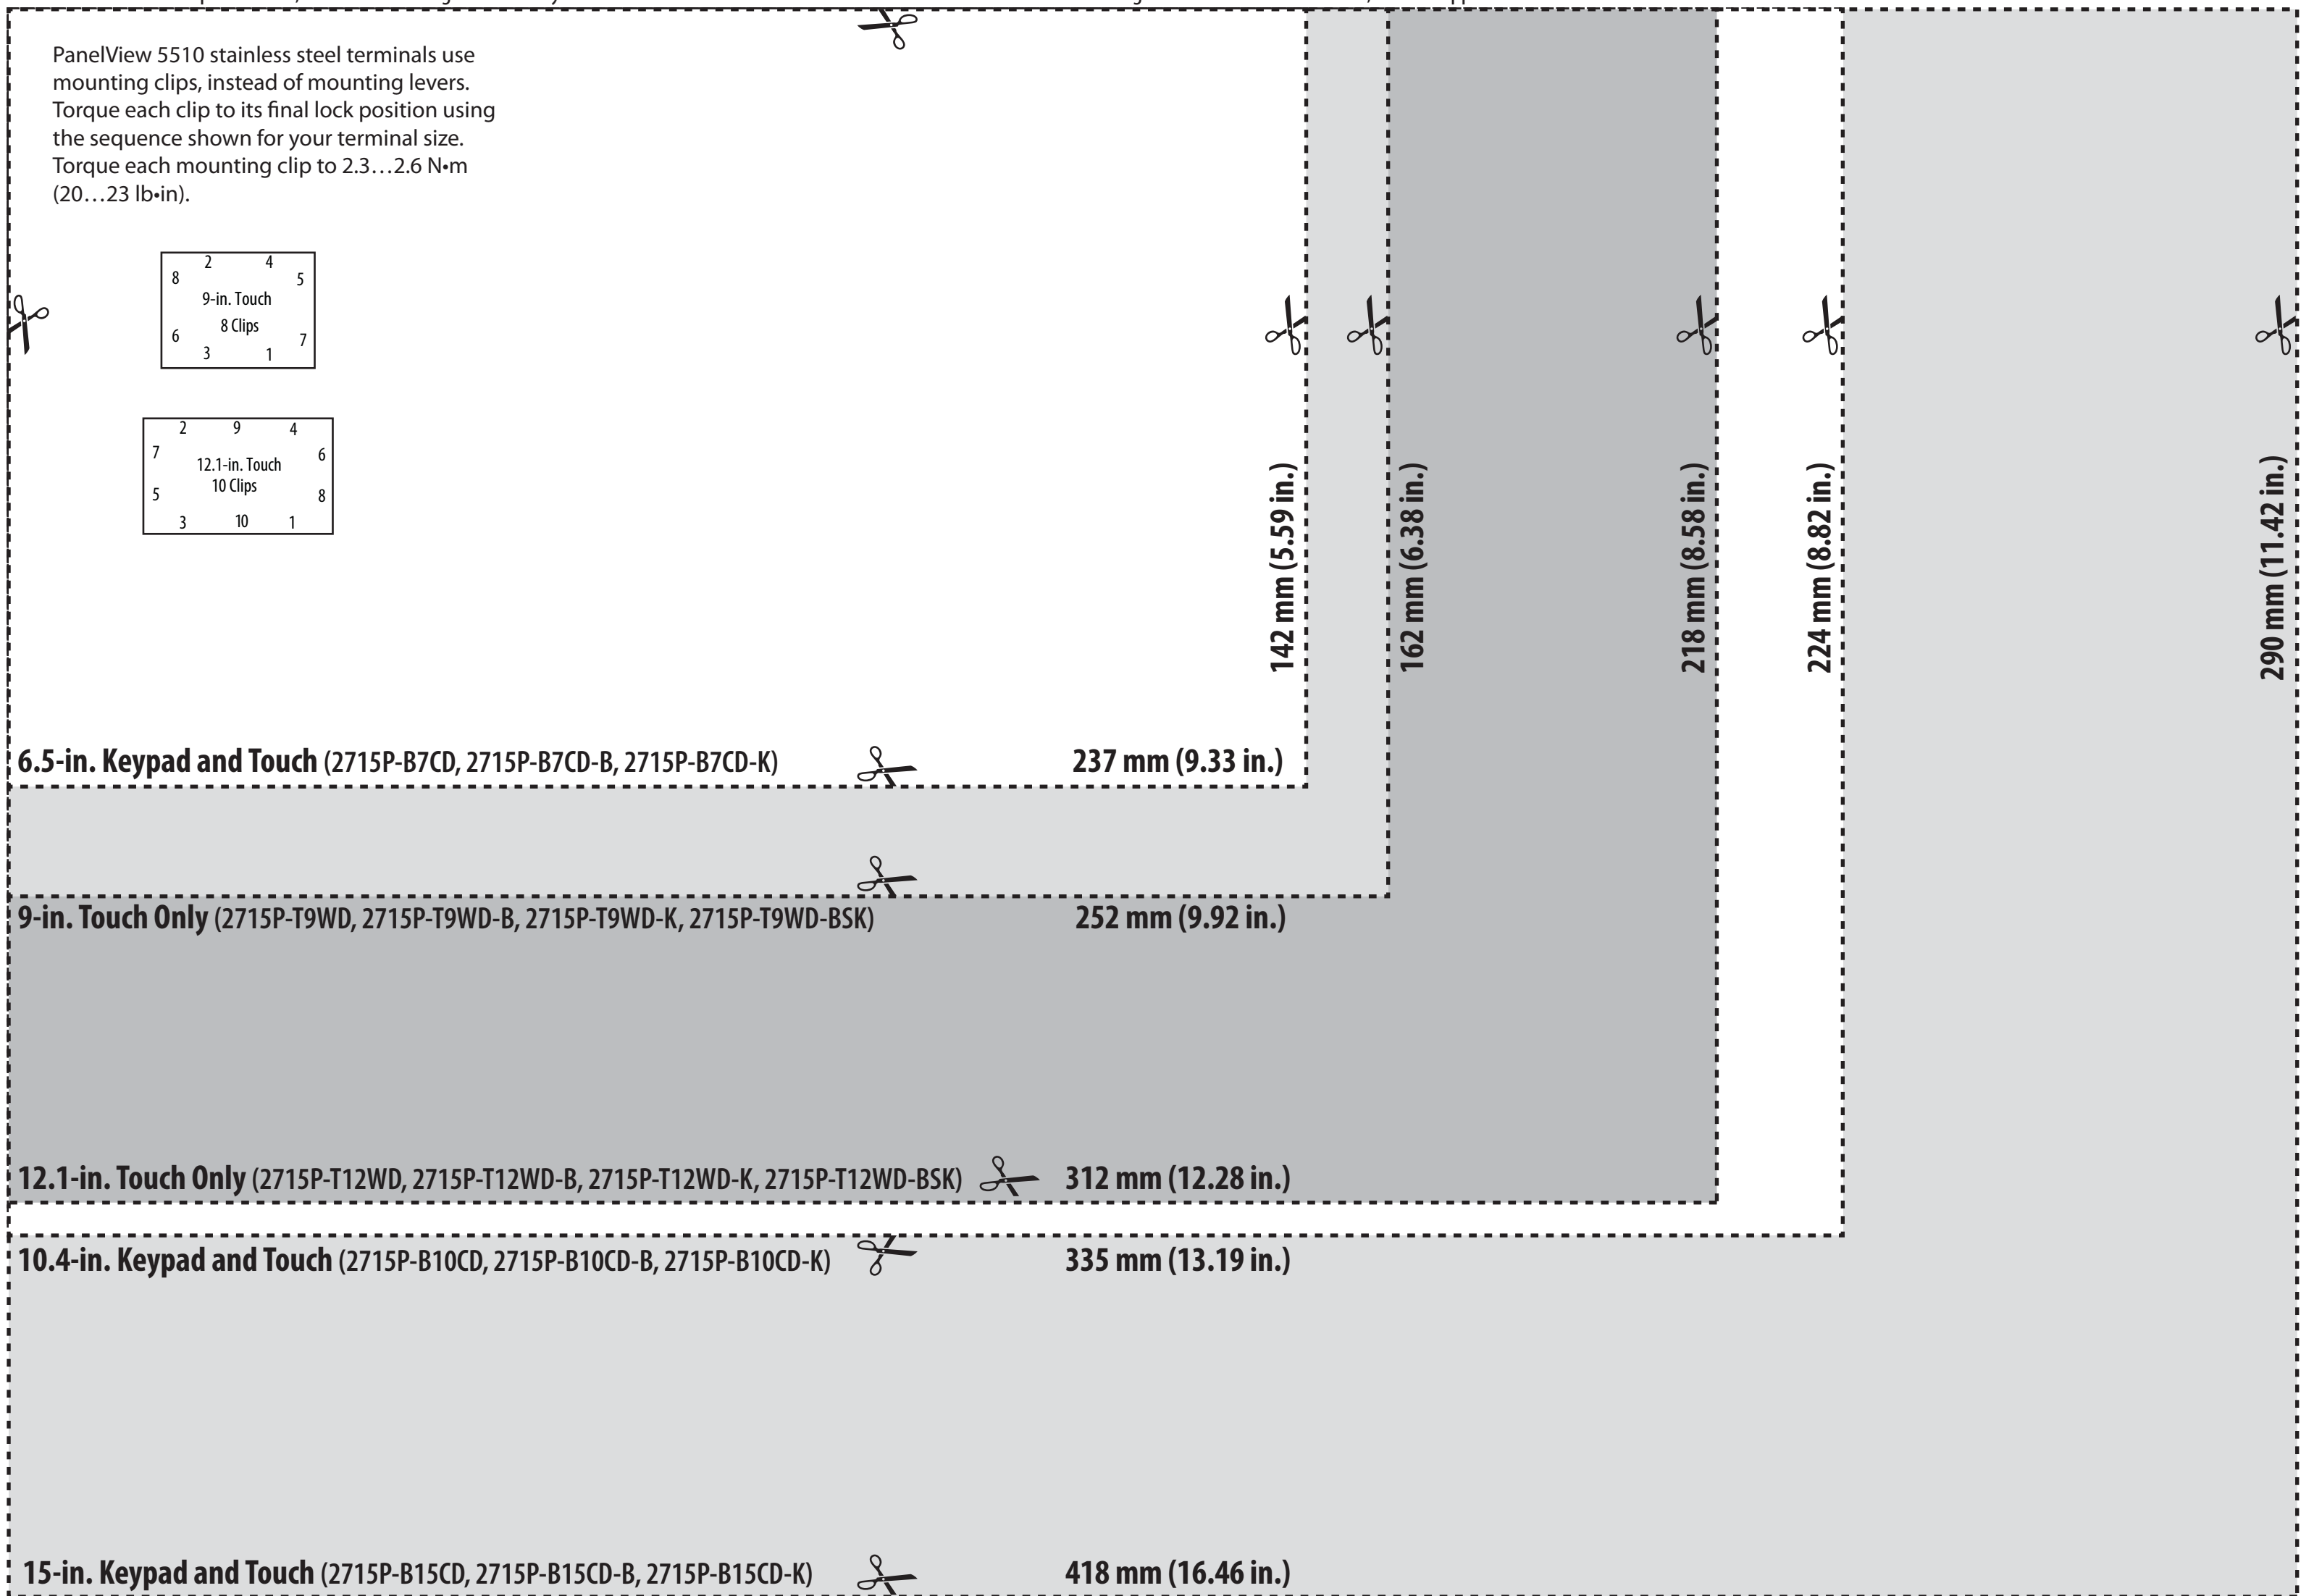 PanelView 5510 stainless steel terminals use
mounting clips, instead of mounting levers.
Torque each clip to its final lock position using
the sequence shown for your terminal size.
Torque each mounting clip to 2.3…2.6 N•m
(20…23 lb•in).
2 4
8 5
9-in. Touch
8 Clips
6 7
3 1
2 9 4
7 6
12.1-in. Touch
10 Clips
5 8
3 10 1
142 mm (5.59 in.)
162 mm (6.38 in.)
218 mm (8.58 in.)
224 mm (8.82 in.)
290 mm (11.42 in.)
6.5-in. Keypad and Touch (2715P-B7CD, 2715P-B7CD-B, 2715P-B7CD-K) 237 mm (9.33 in.)
9-in. Touch Only (2715P-T9WD, 2715P-T9WD-B, 2715P-T9WD-K, 2715P-T9WD-BSK) 252 mm (9.92 in.)
12.1-in. Touch Only (2715P-T12WD, 2715P-T12WD-B, 2715P-T12WD-K, 2715P-T12WD-BSK) 312 mm (12.28 in.)
10.4-in. Keypad and Touch (2715P-B10CD, 2715P-B10CD-B, 2715P-B10CD-K) 335 mm (13.19 in.)
15-in. Keypad and Touch (2715P-B15CD, 2715P-B15CD-B, 2715P-B15CD-K) 418 mm (16.46 in.)